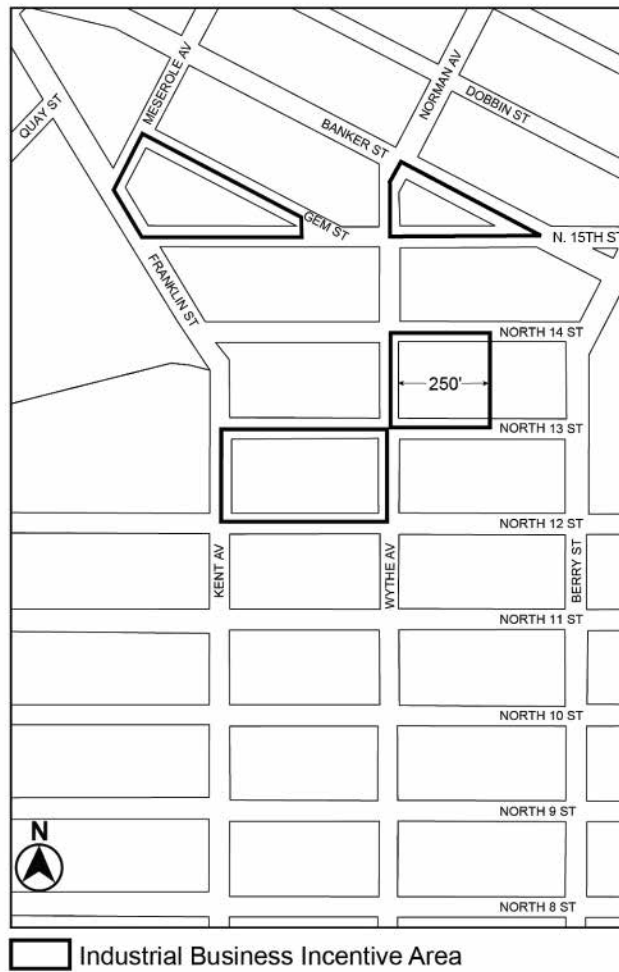 MESEROLE AV
NORMAN AV
QUAY ST
DOBBIN ST
BANKER ST
GEM ST
N. 15TH ST
FRANKLIN ST
NORTH 14 ST
250'
NORTH 13 ST
NORTH 12 ST
KENT AV
WYTHE AV
BERRY ST
NORTH 11 ST
NORTH 10 ST
NORTH 9 ST
N
NORTH 8 ST
Industrial Business Incentive Area